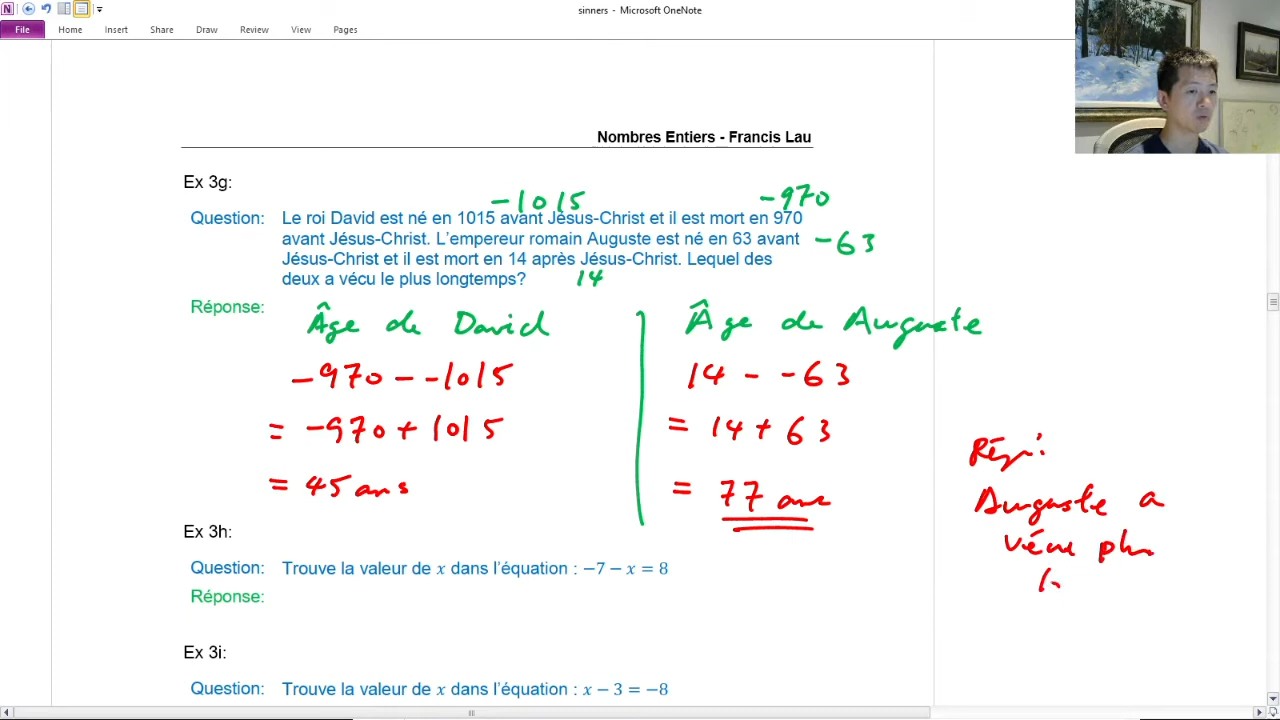 sinners - Microsoft OneNote
File Home Insert Share Draw Review View Pages
Nombres Entiers - Francis Lau
Ex 3g:
-1015 -970
Question: Le roi David est né en 1015 avant Jésus-Christ et il est mort en 970
avant Jésus-Christ. L'empereur romain Auguste est né en 63 avant -63
Jésus-Christ et il est mort en 14 après Jésus-Christ. Lequel des
deux a vécu le plus longtemps? 14
Réponse:
Âge de David
-970 - -1015
= -970 + 1015
= 45 ans
Âge de Auguste
14 - -63
= 14 + 63
= 77 ans
Rép:
Auguste a
vécu plus
Ex 3h:
Question: Trouve la valeur de x dans l'équation : −7 − x = 8
Réponse:
Ex 3i:
Question: Trouve la valeur de x dans l'équation : x − 3 = −8